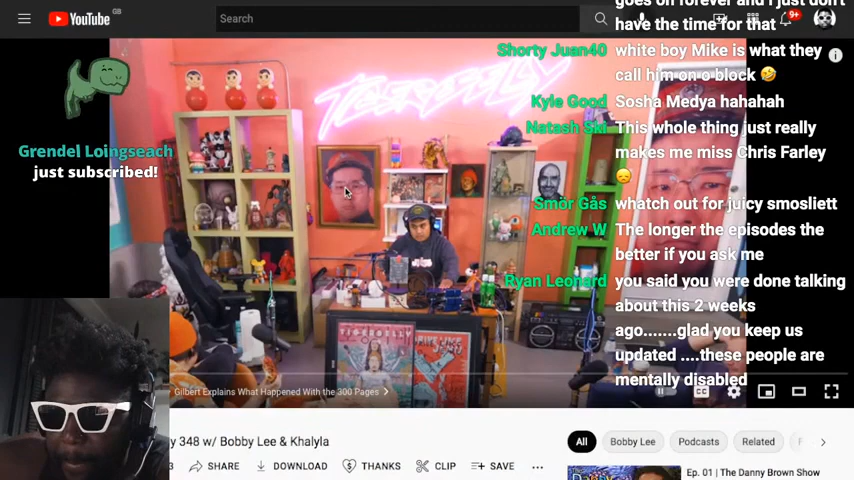 YouTube GB
Search
9+
goes on forever and I just don't
have the time for that
Shorty Juan40 white boy Mike is what they
call him on o block 🤣
Kyle Good Sosha Medya hahahah
Natash Ski This whole thing just really
makes me miss Chris Farley
😞
Smör Gås whatch out for juicy smosliett
Andrew W The longer the episodes the
better if you ask me
Ryan Leonard you said you were done talking
about this 2 weeks
ago.......glad you keep us
updated ....these people are
mentally disabled
Grendel Loingseach
just subscribed!
TIGERBELLY
Gilbert Explains What Happened With the 300 Pages
y 348 w/ Bobby Lee & Khalyla
3 SHARE DOWNLOAD THANKS CLIP SAVE
All Bobby Lee Podcasts Related
Ep. 01 | The Danny Brown Show